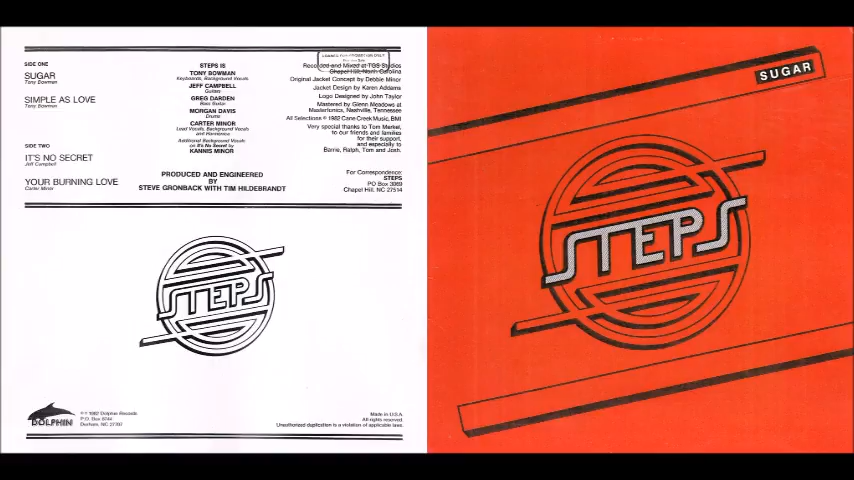 SIDE ONE
SUGAR
Tony Bowman
SIMPLE AS LOVE
Tony Bowman
SIDE TWO
IT'S NO SECRET
Jeff Campbell
YOUR BURNING LOVE
Carter Minor
STEPS IS
TONY BOWMAN
Keyboards, Background Vocals
JEFF CAMPBELL
Guitars
GREG DARDEN
Bass Guitar
MORGAN DAVIS
Drums
CARTER MINOR
Lead Vocals, Background Vocals
and Harmonica
Additional Background Vocals
on It's No Secret by
KANNIS MINOR
PRODUCED AND ENGINEERED
BY
STEVE GRONBACK WITH TIM HILDEBRANDT
Recorded and Mixed at TGS Studios
Chapel Hill, North Carolina
Original Jacket Concept by Debbie Minor
Jacket Design by Karen Addams
Logo Designed by John Taylor
Mastered by Glenn Meadows at
Masterfonics, Nashville, Tennessee
All Selections ℗ 1982 Cane Creek Music, BMI
Very special thanks to Tom Merkel,
to our friends and families
for their support,
and especially to
Barrie, Ralph, Tom and Josh.
For Correspondence:
STEPS
PO Box 3069
Chapel Hill, NC 27514
STEPS
DOLPHIN
1982 Dolphin Records
P.O. Box 8744
Durham, NC 27707
Made in U.S.A.
All rights reserved
Unauthorized duplication is a violation of applicable laws.
SUGAR
STEPS